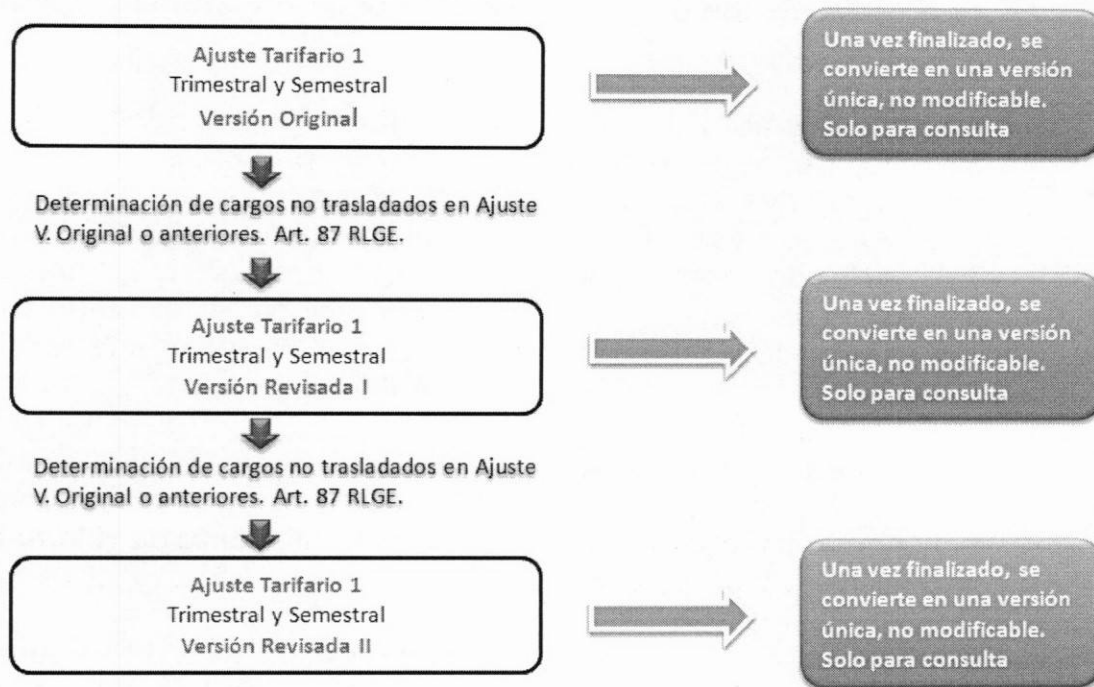 Ajuste Tarifario 1
Trimestral y Semestral
Versión Original
Una vez finalizado, se
convierte en una versión
única, no modificable.
Solo para consulta
Determinación de cargos no trasladados en Ajuste
V. Original o anteriores. Art. 87 RLGE.
Ajuste Tarifario 1
Trimestral y Semestral
Versión Revisada I
Una vez finalizado, se
convierte en una versión
única, no modificable.
Solo para consulta
Determinación de cargos no trasladados en Ajuste
V. Original o anteriores. Art. 87 RLGE.
Ajuste Tarifario 1
Trimestral y Semestral
Versión Revisada II
Una vez finalizado, se
convierte en una versión
única, no modificable.
Solo para consulta